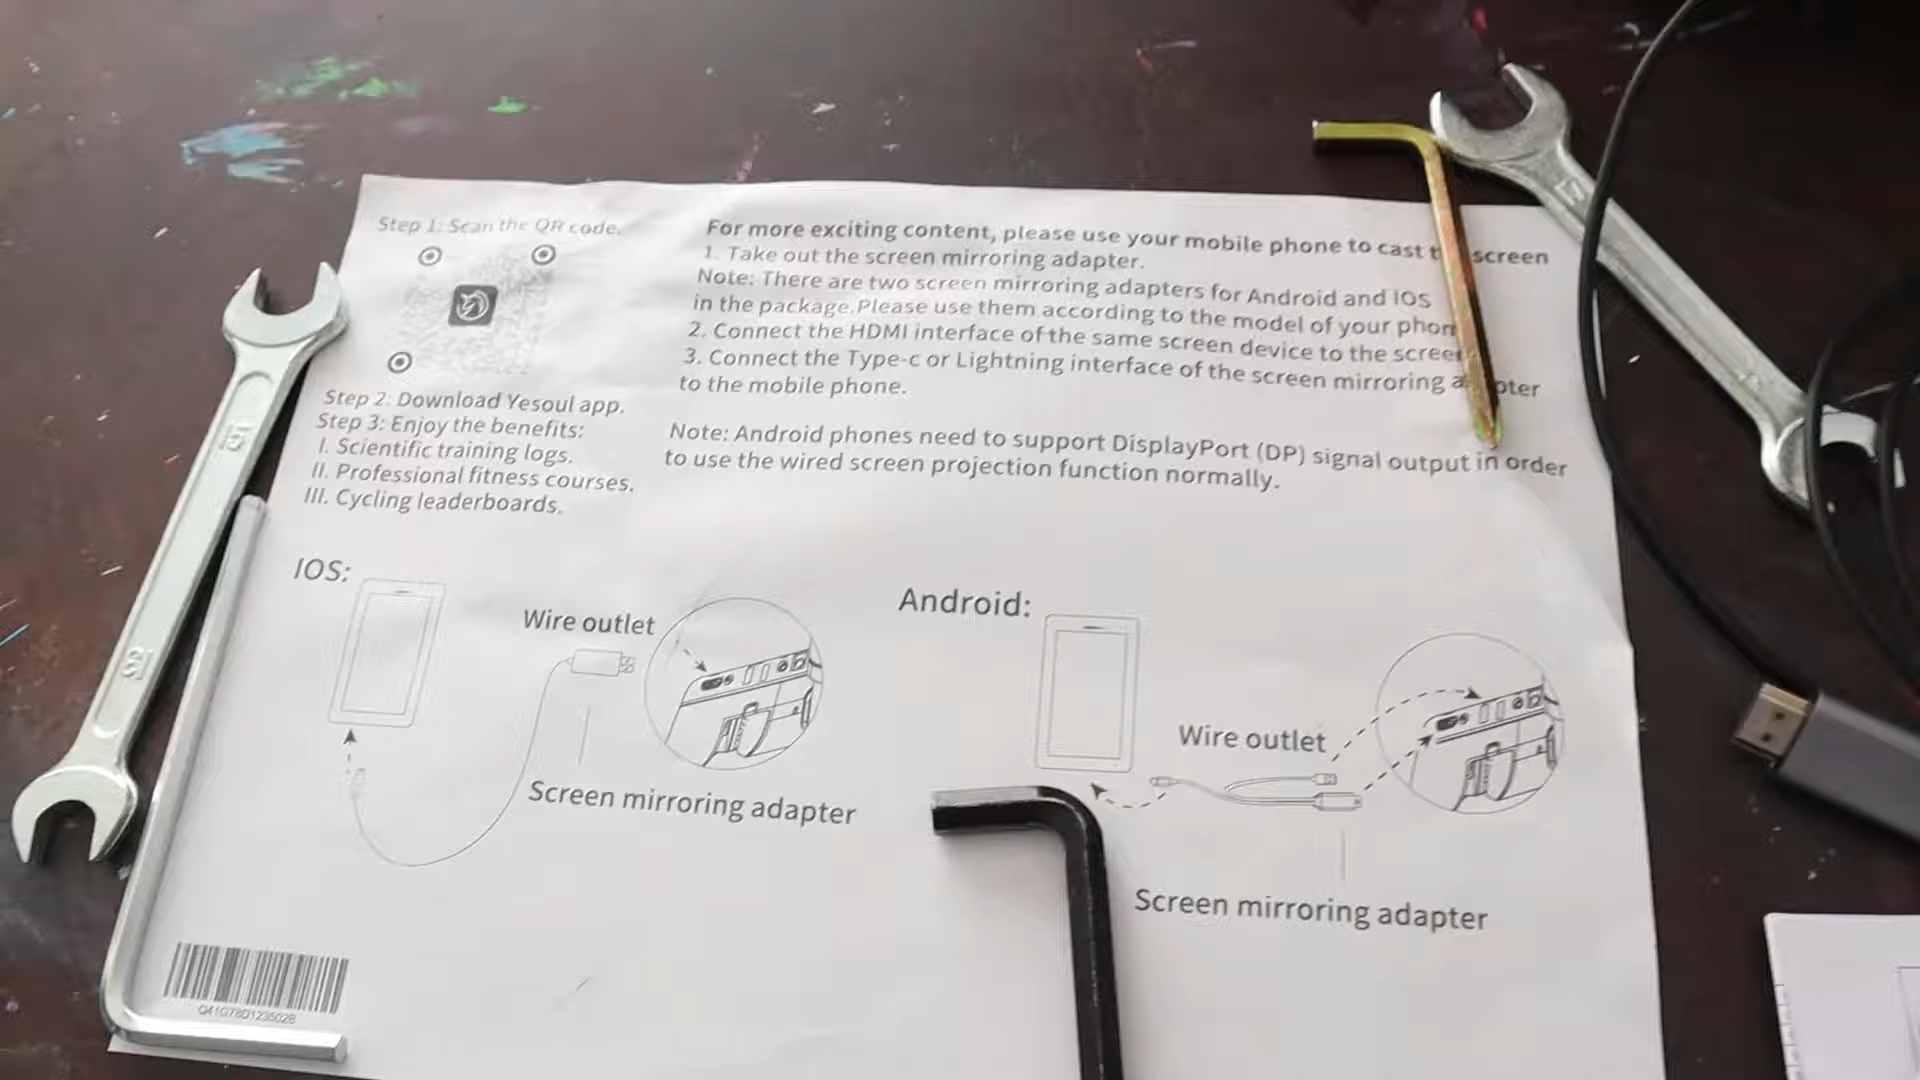 Step 1: Scan the QR code.
Step 2: Download Yesoul app.
Step 3: Enjoy the benefits:
I. Scientific training logs.
II. Professional fitness courses.
III. Cycling leaderboards.
For more exciting content, please use your mobile phone to cast t screen
1. Take out the screen mirroring adapter.
Note: There are two screen mirroring adapters for Android and IOS
in the package.Please use them according to the model of your phon
2. Connect the HDMI interface of the same screen device to the screen
3. Connect the Type-c or Lightning interface of the screen mirroring a pter
to the mobile phone.
Note: Android phones need to support DisplayPort (DP) signal output in order
to use the wired screen projection function normally.
IOS:
Wire outlet
Screen mirroring adapter
Android:
Wire outlet
Screen mirroring adapter
15
13